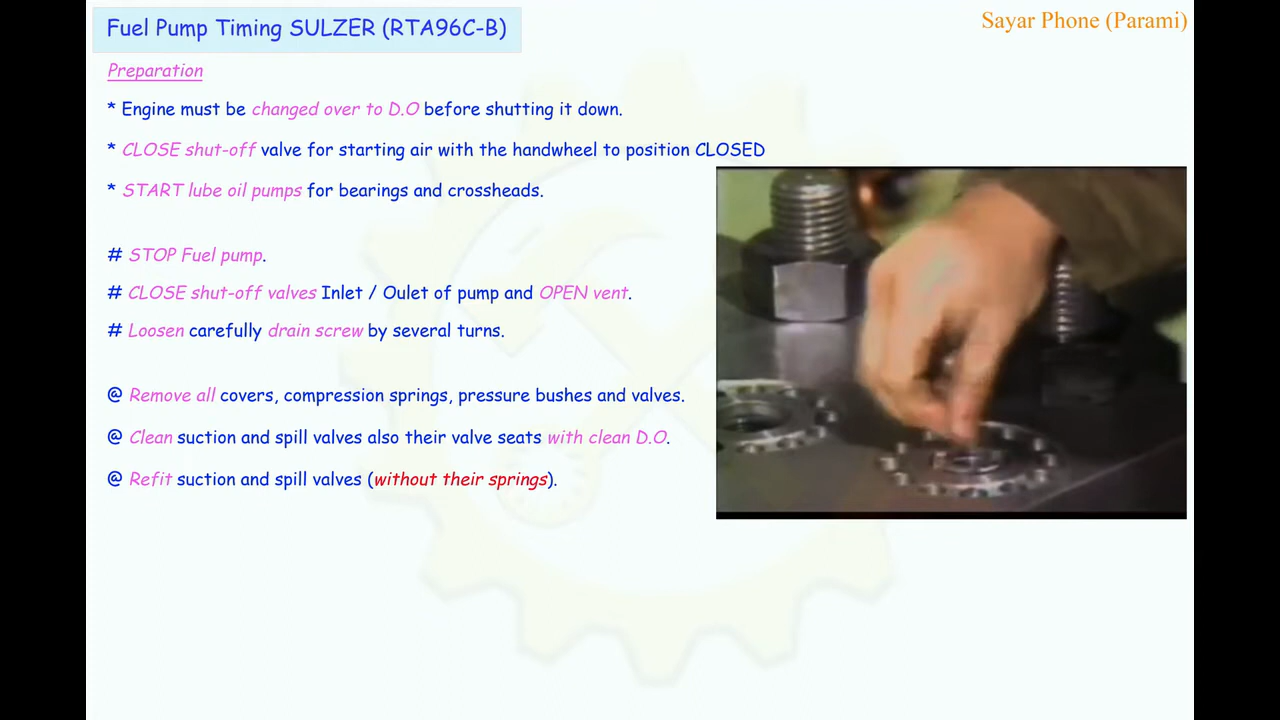 Fuel Pump Timing SULZER (RTA96C-B)
Sayar Phone (Parami)
Preparation
* Engine must be changed over to D.O before shutting it down.
* CLOSE shut-off valve for starting air with the handwheel to position CLOSED
* START lube oil pumps for bearings and crossheads.
# STOP Fuel pump.
# CLOSE shut-off valves Inlet / Oulet of pump and OPEN vent.
# Loosen carefully drain screw by several turns.
@ Remove all covers, compression springs, pressure bushes and valves.
@ Clean suction and spill valves also their valve seats with clean D.O.
@ Refit suction and spill valves (without their springs).